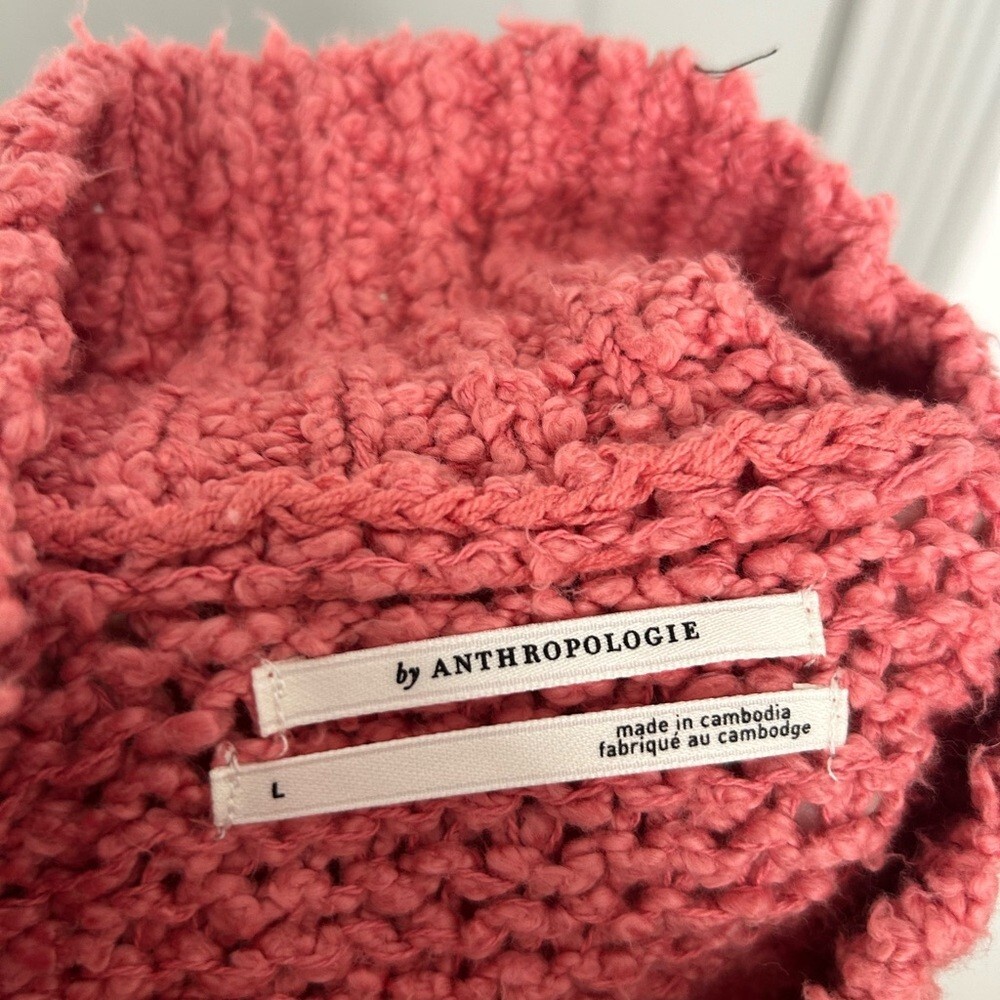 by ANTHROPOLOGIE
made in cambodia
fabriqué au cambodge
L